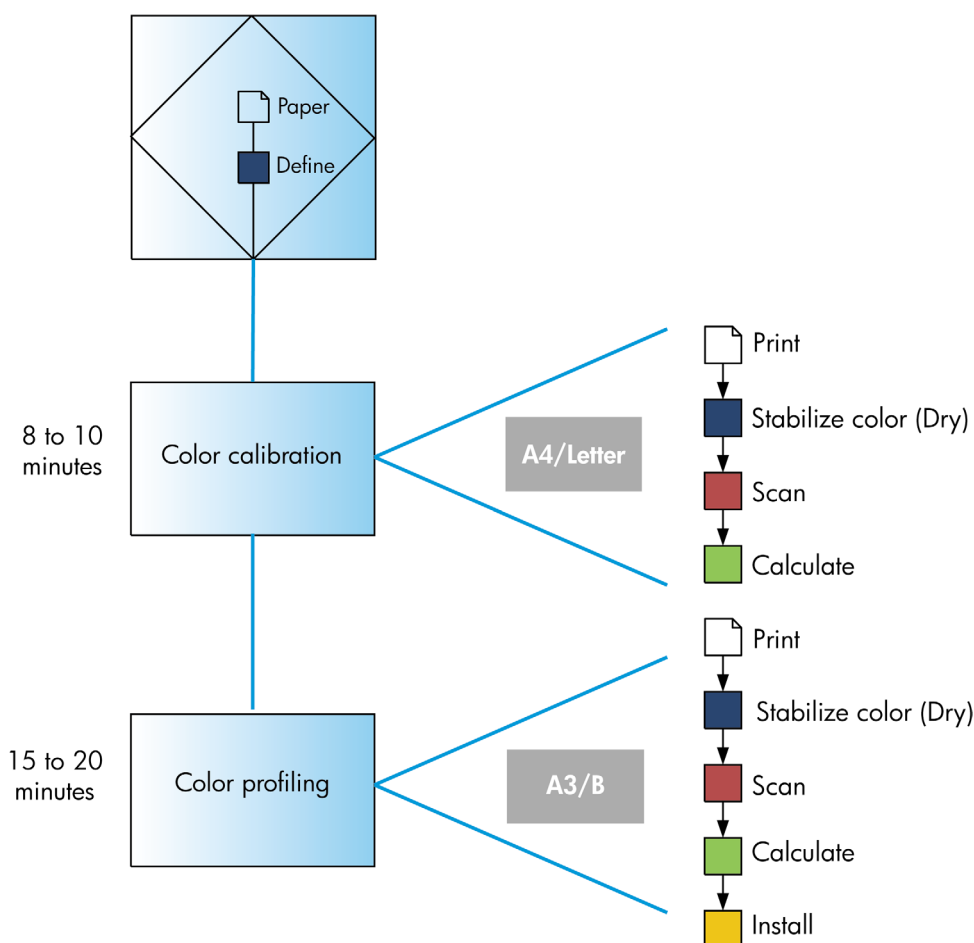 Paper
Define
8 to 10
minutes
Color calibration
A4/Letter
Print
Stabilize color (Dry)
Scan
Calculate
15 to 20
minutes
Color profiling
A3/B
Print
Stabilize color (Dry)
Scan
Calculate
Install